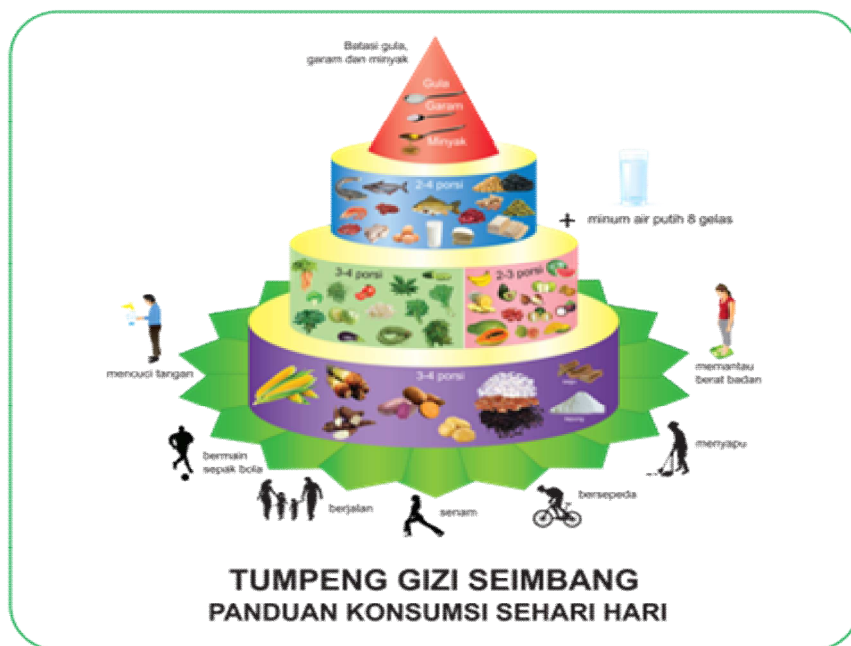 Batasi gula,
garam dan minyak
Gula
Garam
Minyak
2-4 porsi
+ minum air putih 8 gelas
3-4 porsi
2-3 porsi
mencuci tangan
memantau
berat badan
3-4 porsi
bermain
sepak bola
berjalan
senam
bersepeda
menyapu
TUMPENG GIZI SEIMBANG
PANDUAN KONSUMSI SEHARI HARI